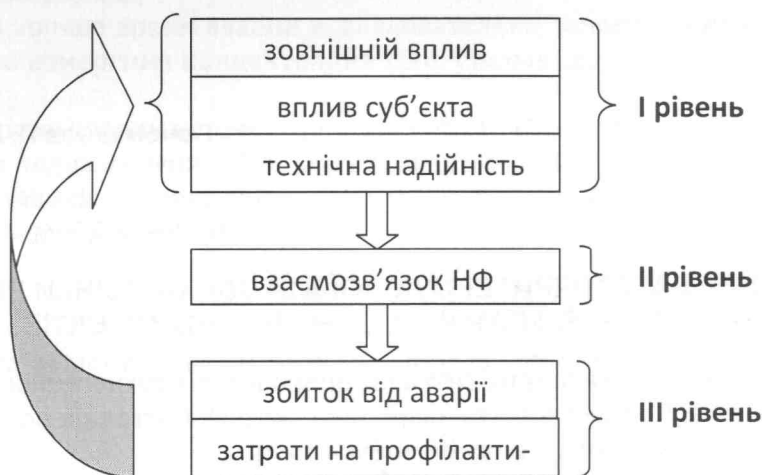 зовнішній вплив
вплив суб’єкта
технічна надійність
І рівень
взаємозв’язок НФ
ІІ рівень
збиток від аварії
затрати на профілакти-
ІІІ рівень